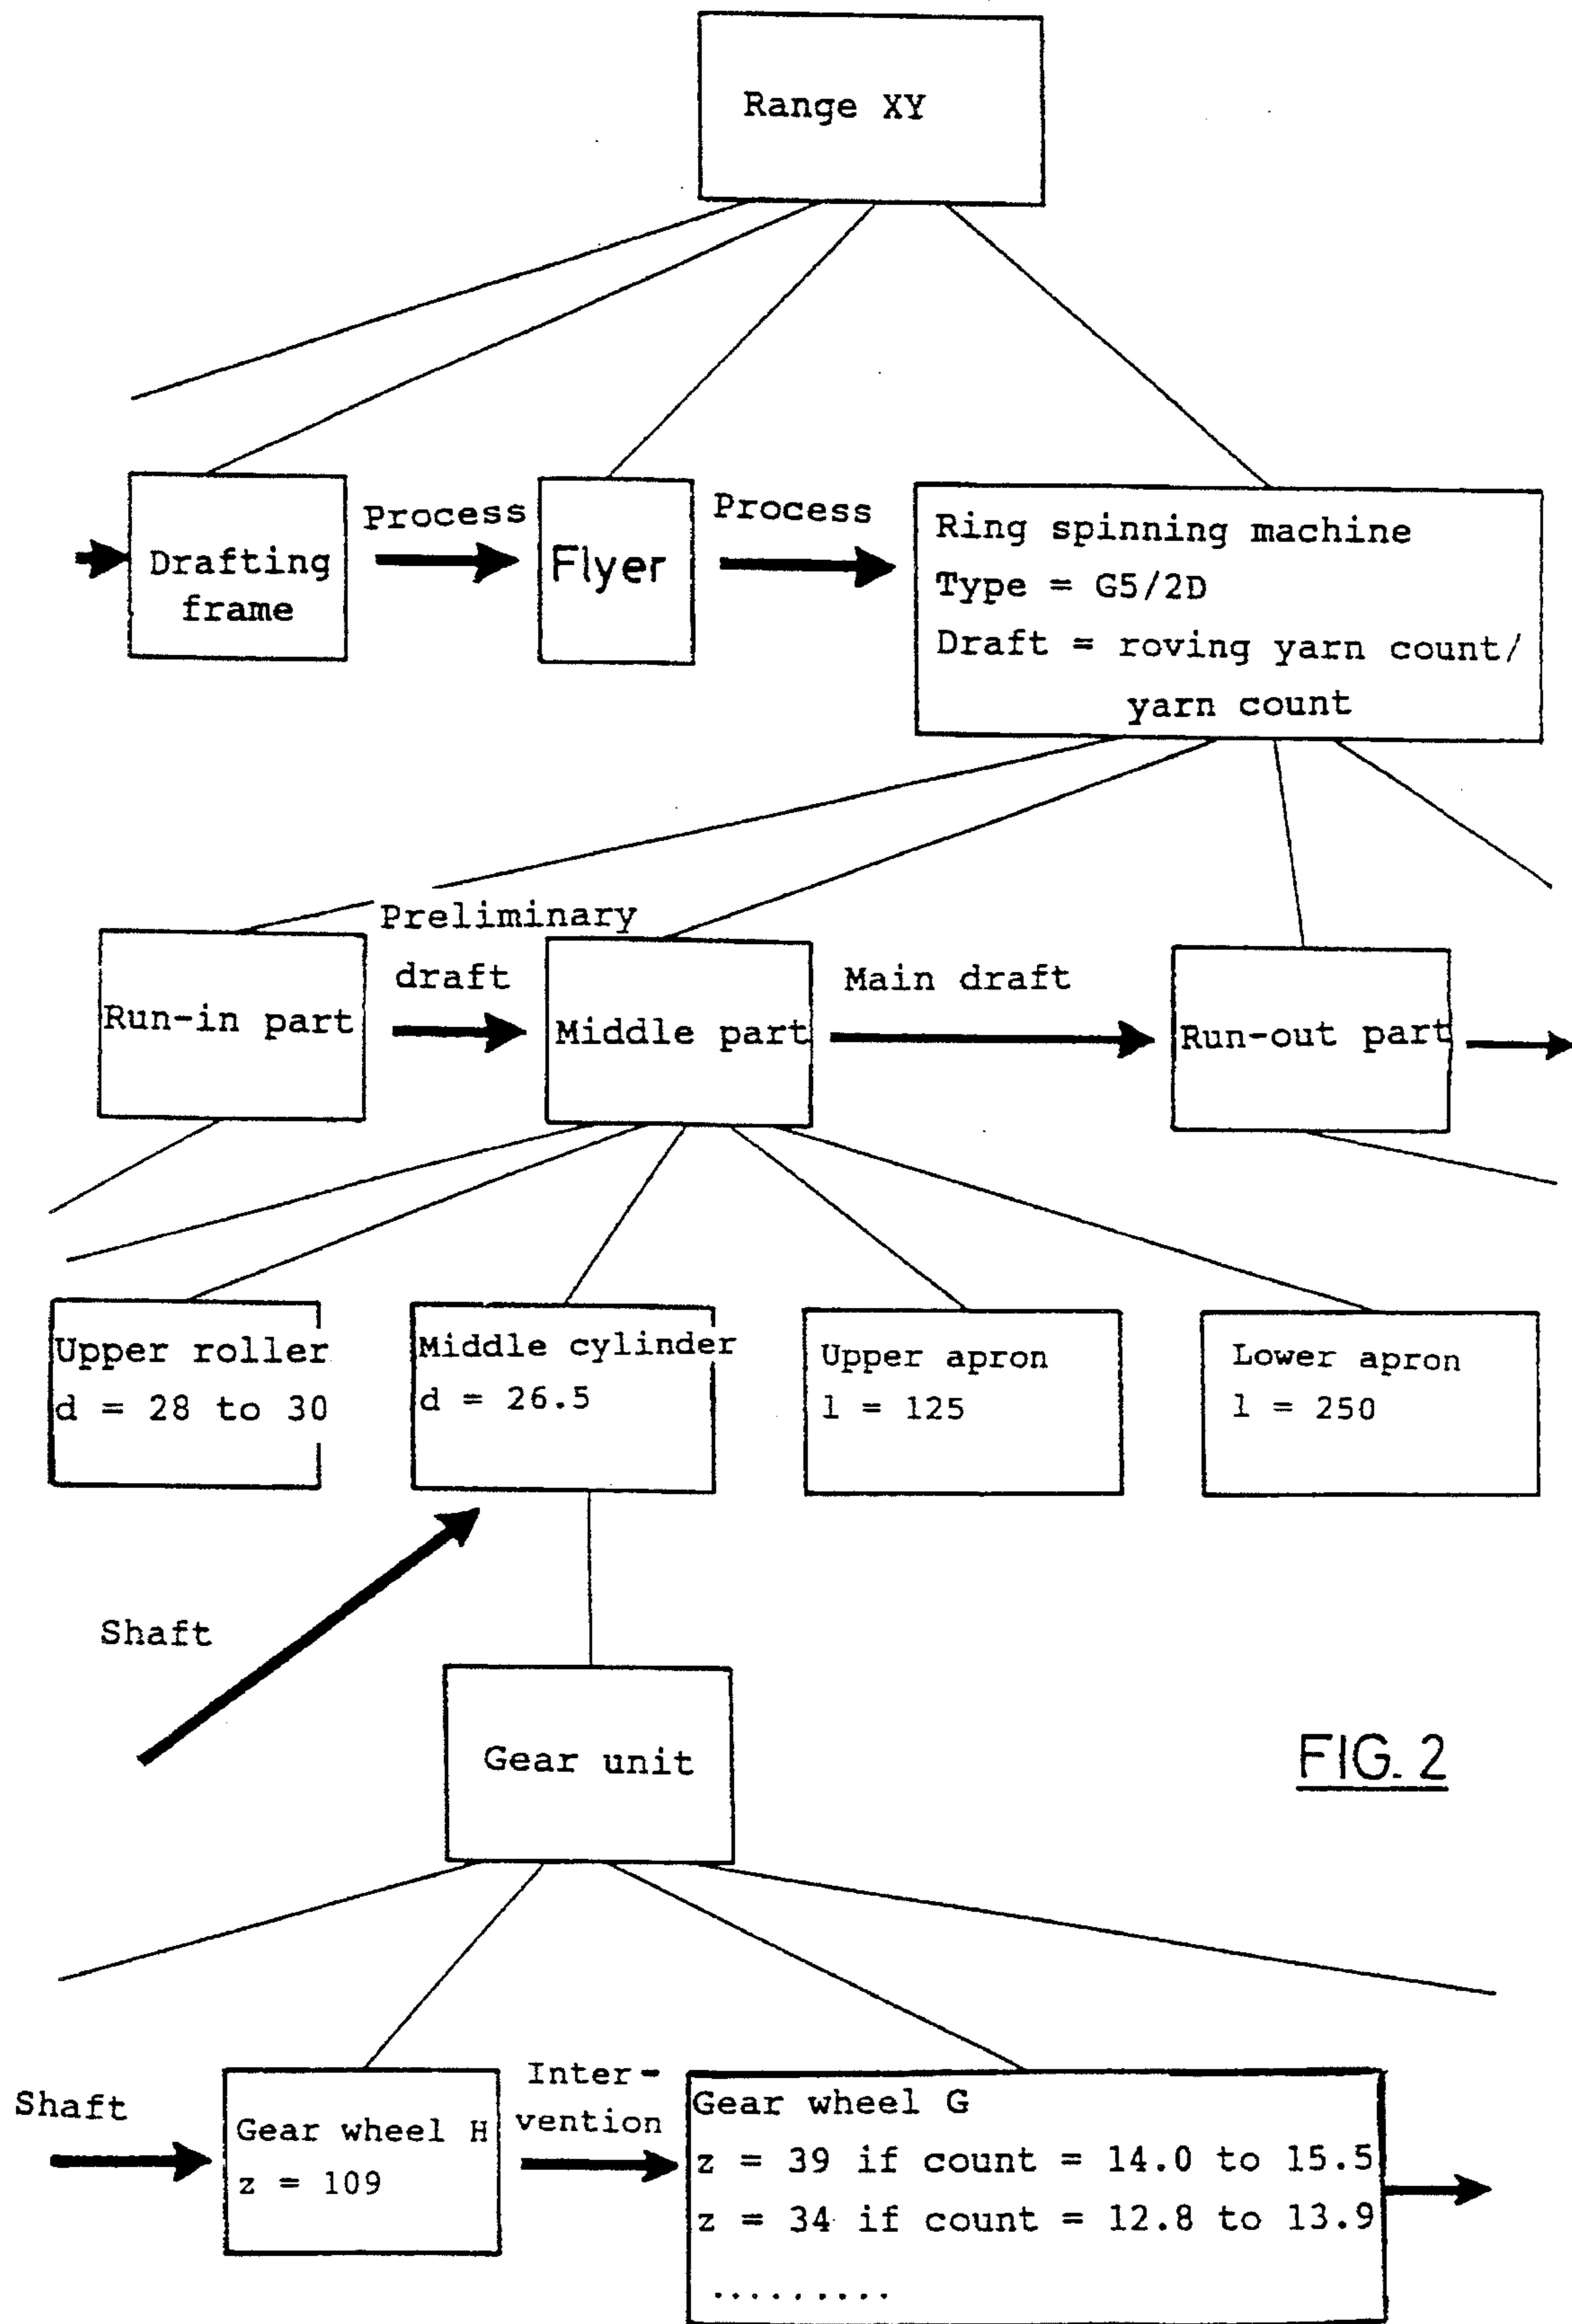 Range XY
Drafting
frame
Process
Flyer
Process
Ring spinning machine
Type = G5/2D
Draft = roving yarn count/
yarn count
Run-in part
Preliminary
draft
Middle part
Main draft
Run-out part
Upper roller
d = 28 to 30
Middle cylinder
d = 26.5
Upper apron
l = 125
Lower apron
l = 250
Shaft
Gear unit
FIG. 2
Shaft
Gear wheel H
z = 109
Inter-
vention
Gear wheel G
z = 39 if count = 14.0 to 15.5
z = 34 if count = 12.8 to 13.9
.........